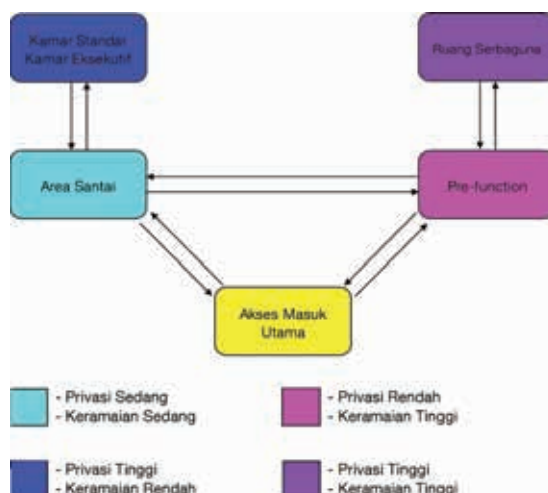 Kamar Standar
Kamar Eksekutif
Ruang Serbaguna
Area Santai
Pre-function
Akses Masuk
Utama
- Privasi Sedang
- Keramaian Sedang
- Privasi Rendah
- Keramaian Tinggi
- Privasi Tinggi
- Keramaian Rendah
- Privasi Tinggi
- Keramaian Tinggi